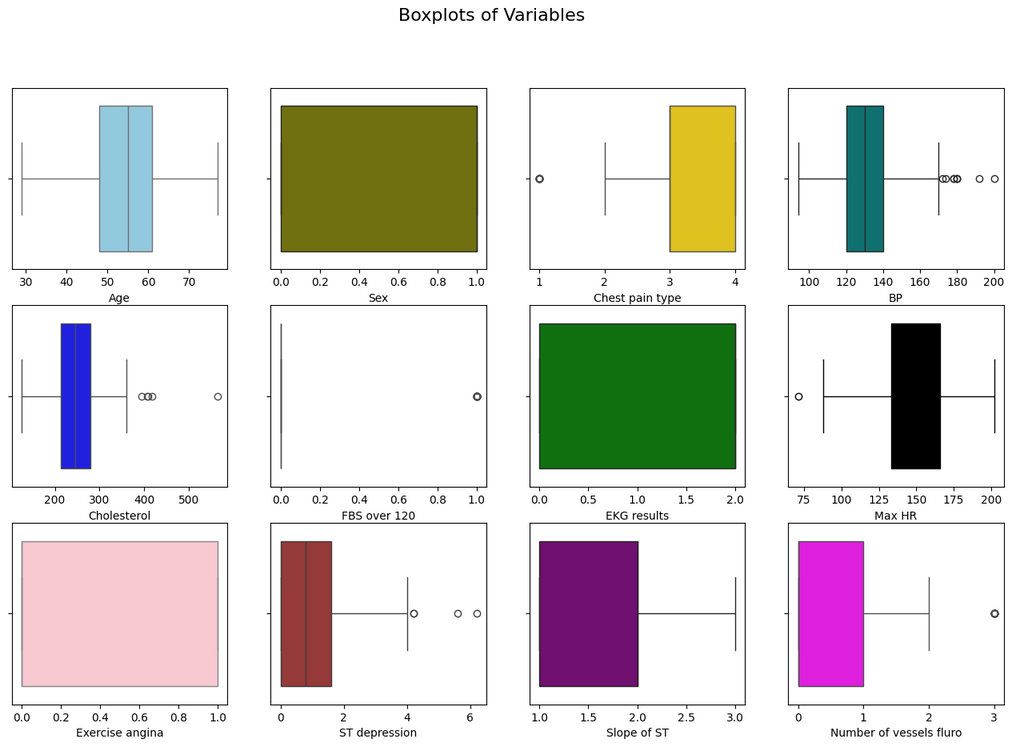 Boxplots of Variables
30 40 50 60 70
Age
0.0 0.2 0.4 0.6 0.8 1.0
Sex
1 2 3 4
Chest pain type
100 120 140 160 180 200
BP
200 300 400 500
Cholesterol
0.0 0.2 0.4 0.6 0.8 1.0
FBS over 120
0.0 0.5 1.0 1.5 2.0
EKG results
75 100 125 150 175 200
Max HR
0.0 0.2 0.4 0.6 0.8 1.0
Exercise angina
0 2 4 6
ST depression
1.0 1.5 2.0 2.5 3.0
Slope of ST
0 1 2 3
Number of vessels fluro